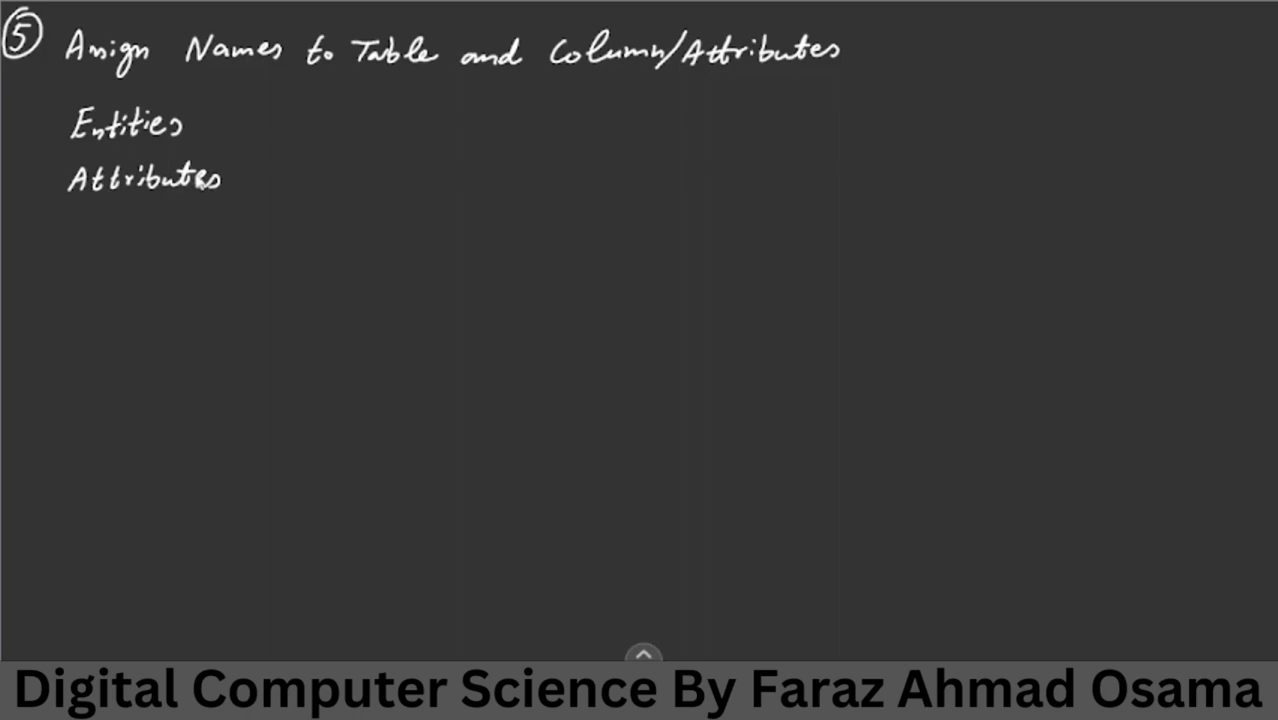 5 Assign Names to Table and Column/Attributes
Entities
Attributes
Digital Computer Science By Faraz Ahmad Osama